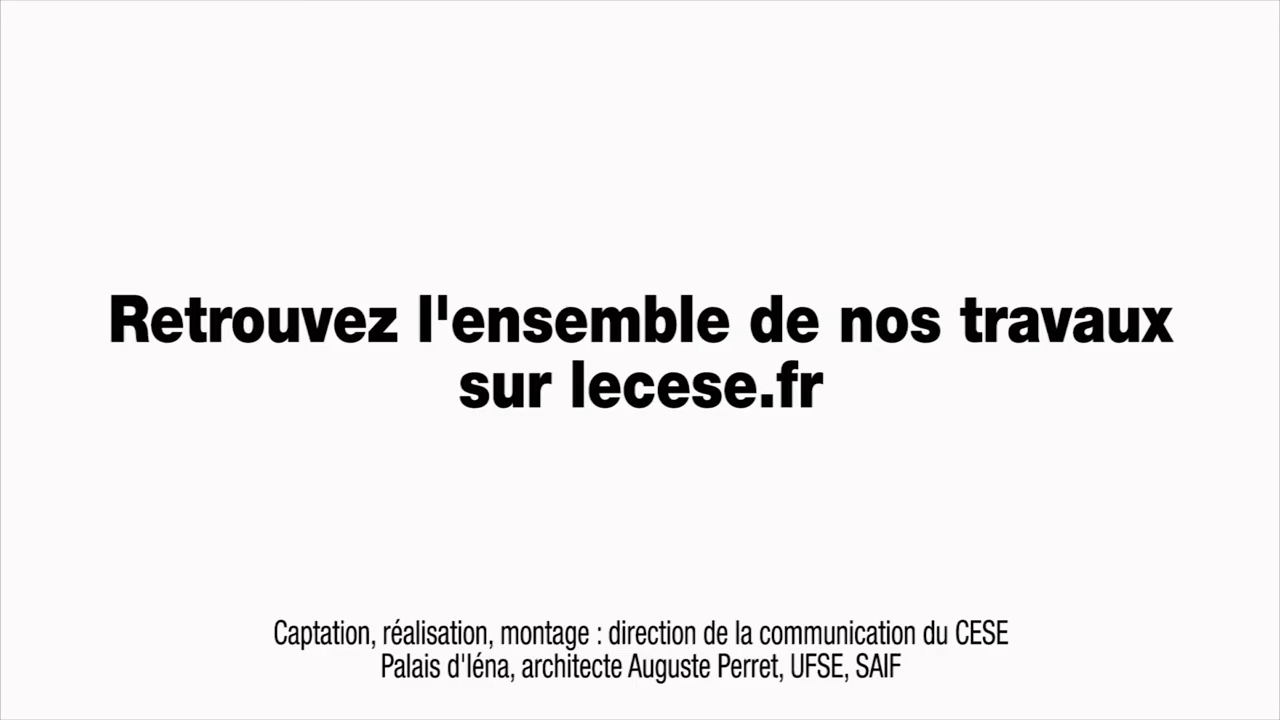 Retrouvez l'ensemble de nos travaux
sur lecese.fr
Captation, réalisation, montage : direction de la communication du CESE
Palais d'Iéna, architecte Auguste Perret, UFSE, SAIF